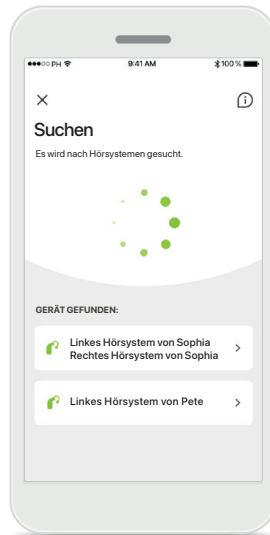 PH 9:41 AM 100 %
Suchen
Es wird nach Hörsystemen gesucht.
GERÄT GEFUNDEN:
Linkes Hörsystem von Sophia
Rechtes Hörsystem von Sophia
Linkes Hörsystem von Pete